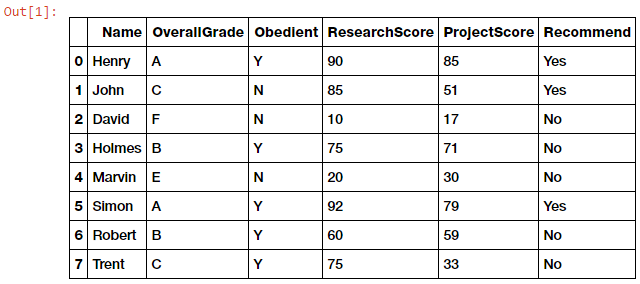 Out[1]:
Name OverallGrade Obedient ResearchScore ProjectScore Recommend
0 Henry A Y 90 85 Yes
1 John C N 85 51 Yes
2 David F N 10 17 No
3 Holmes B Y 75 71 No
4 Marvin E N 20 30 No
5 Simon A Y 92 79 Yes
6 Robert B Y 60 59 No
7 Trent C Y 75 33 No